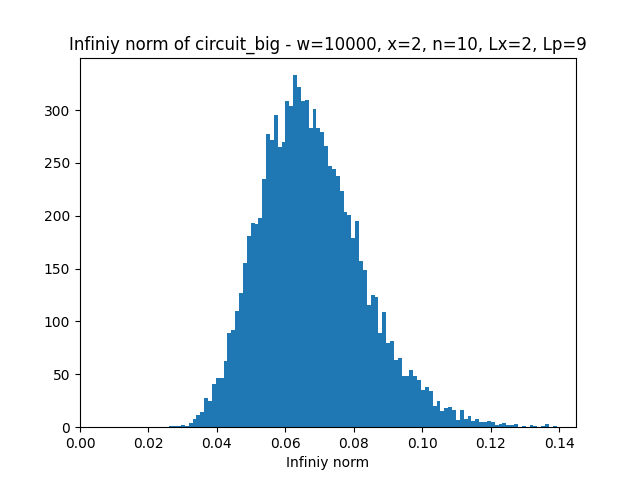 Infiniy norm of circuit_big - w=10000, x=2, n=10, Lx=2, Lp=9
300
250
200
150
100
50
0
0.00 0.02 0.04 0.06 0.08 0.10 0.12 0.14
Infiniy norm